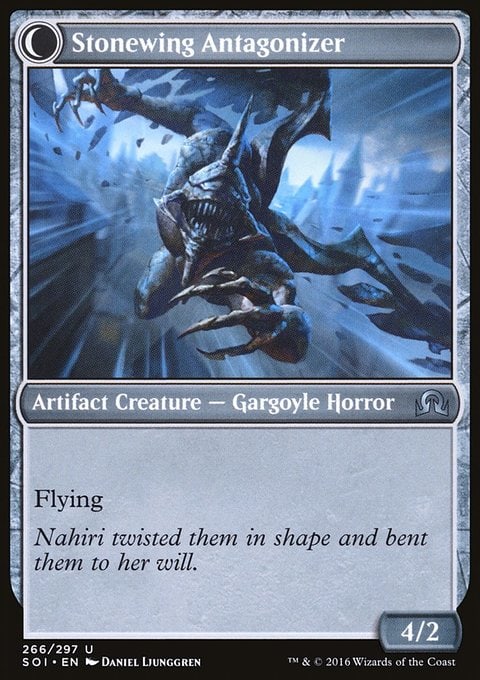 Stonewing Antagonizer
Artifact Creature — Gargoyle Horror
Flying
Nahiri twisted them in shape and bent
them to her will.
4/2
266/297 U
SOI • EN Daniel Ljunggren
™ & © 2016 Wizards of the Coast